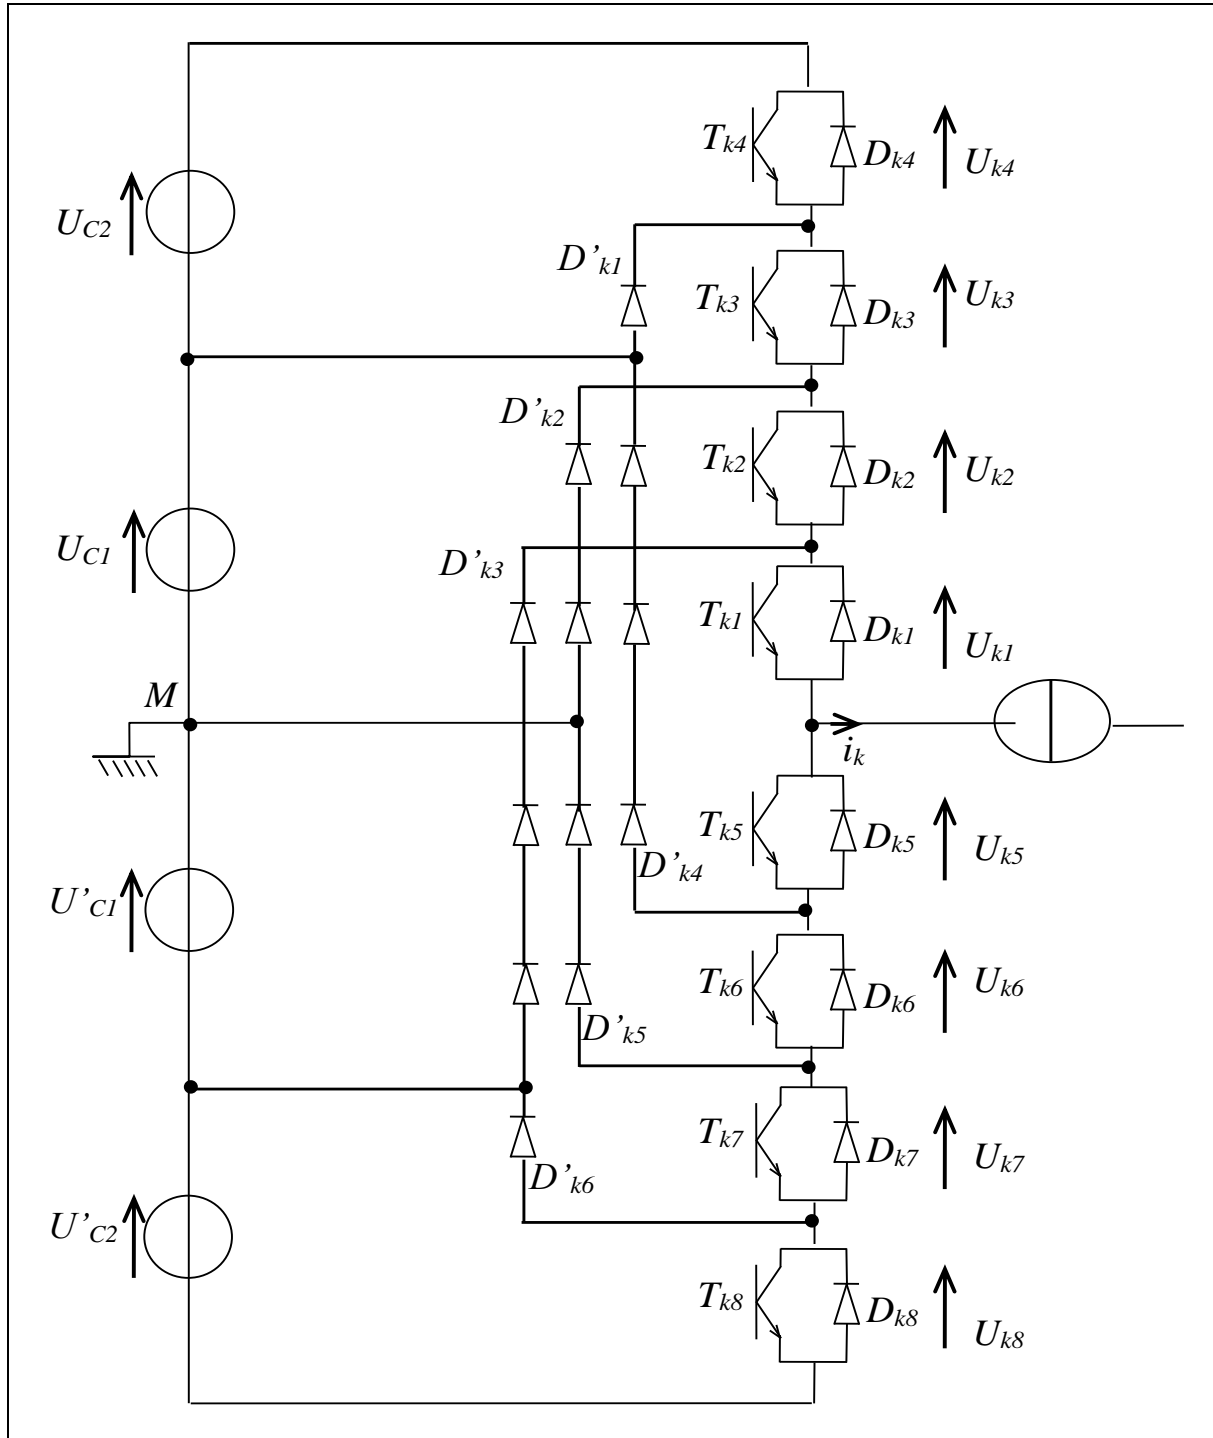 T_k4
D_k4
U_k4
U_C2
D'_k1
T_k3
D_k3
U_k3
D'_k2
T_k2
D_k2
U_k2
U_C1
D'_k3
T_k1
D_k1
U_k1
M
i_k
T_k5
D_k5
U_k5
D'_k4
U'_C1
T_k6
D_k6
U_k6
D'_k5
T_k7
D_k7
U_k7
D'_k6
U'_C2
T_k8
D_k8
U_k8